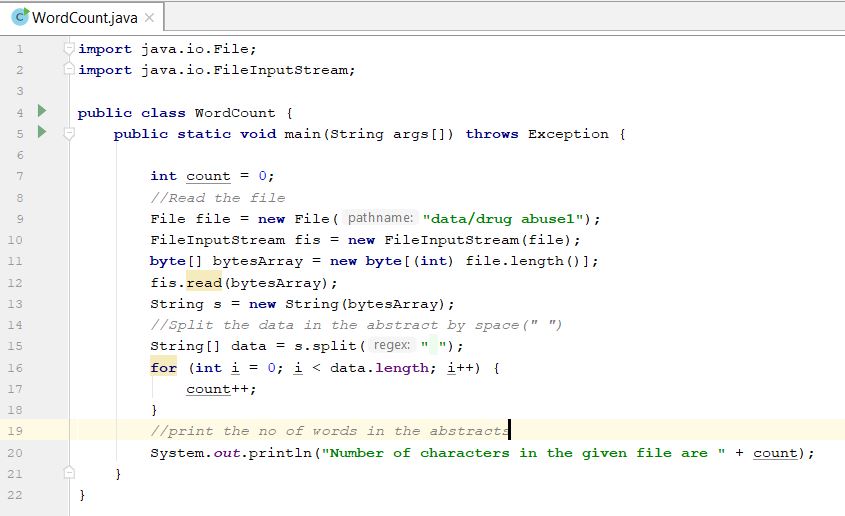 WordCount.java
1 import java.io.File;
2 import java.io.FileInputStream;
3
4 public class WordCount {
5 public static void main(String args[]) throws Exception {
6
7 int count = 0;
8 //Read the file
9 File file = new File( pathname: "data/drug abuse1");
10 FileInputStream fis = new FileInputStream(file);
11 byte[] bytesArray = new byte[(int) file.length()];
12 fis.read(bytesArray);
13 String s = new String(bytesArray);
14 //Split the data in the abstract by space(" ")
15 String[] data = s.split( regex: " ");
16 for (int i = 0; i < data.length; i++) {
17 count++;
18 }
19 //print the no of words in the abstracts
20 System.out.println("Number of characters in the given file are " + count);
21 }
22 }